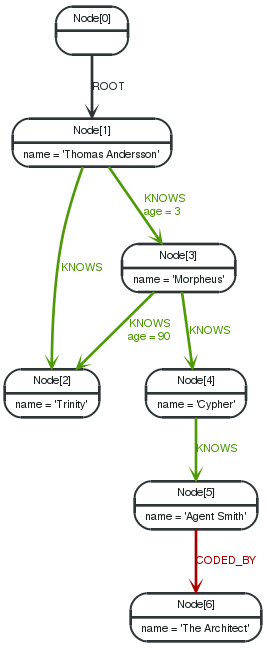 Node[0]
ROOT
Node[1]
name = 'Thomas Andersson'
KNOWS
age = 3
Node[3]
name = 'Morpheus'
KNOWS
KNOWS
age = 90
KNOWS
Node[2]
name = 'Trinity'
Node[4]
name = 'Cypher'
KNOWS
Node[5]
name = 'Agent Smith'
CODED_BY
Node[6]
name = 'The Architect'